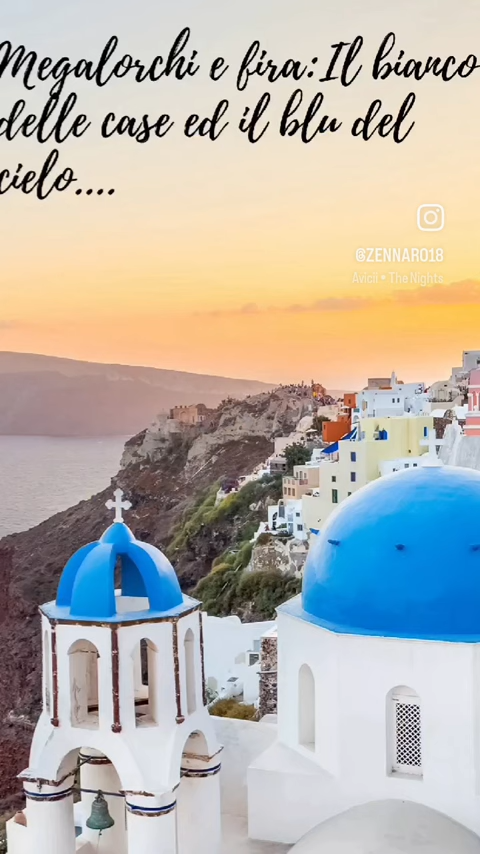 Megalorchi e fira:Il bianco
delle case ed il blu del
cielo....
@ZENNARO18
Avicii • The Nights